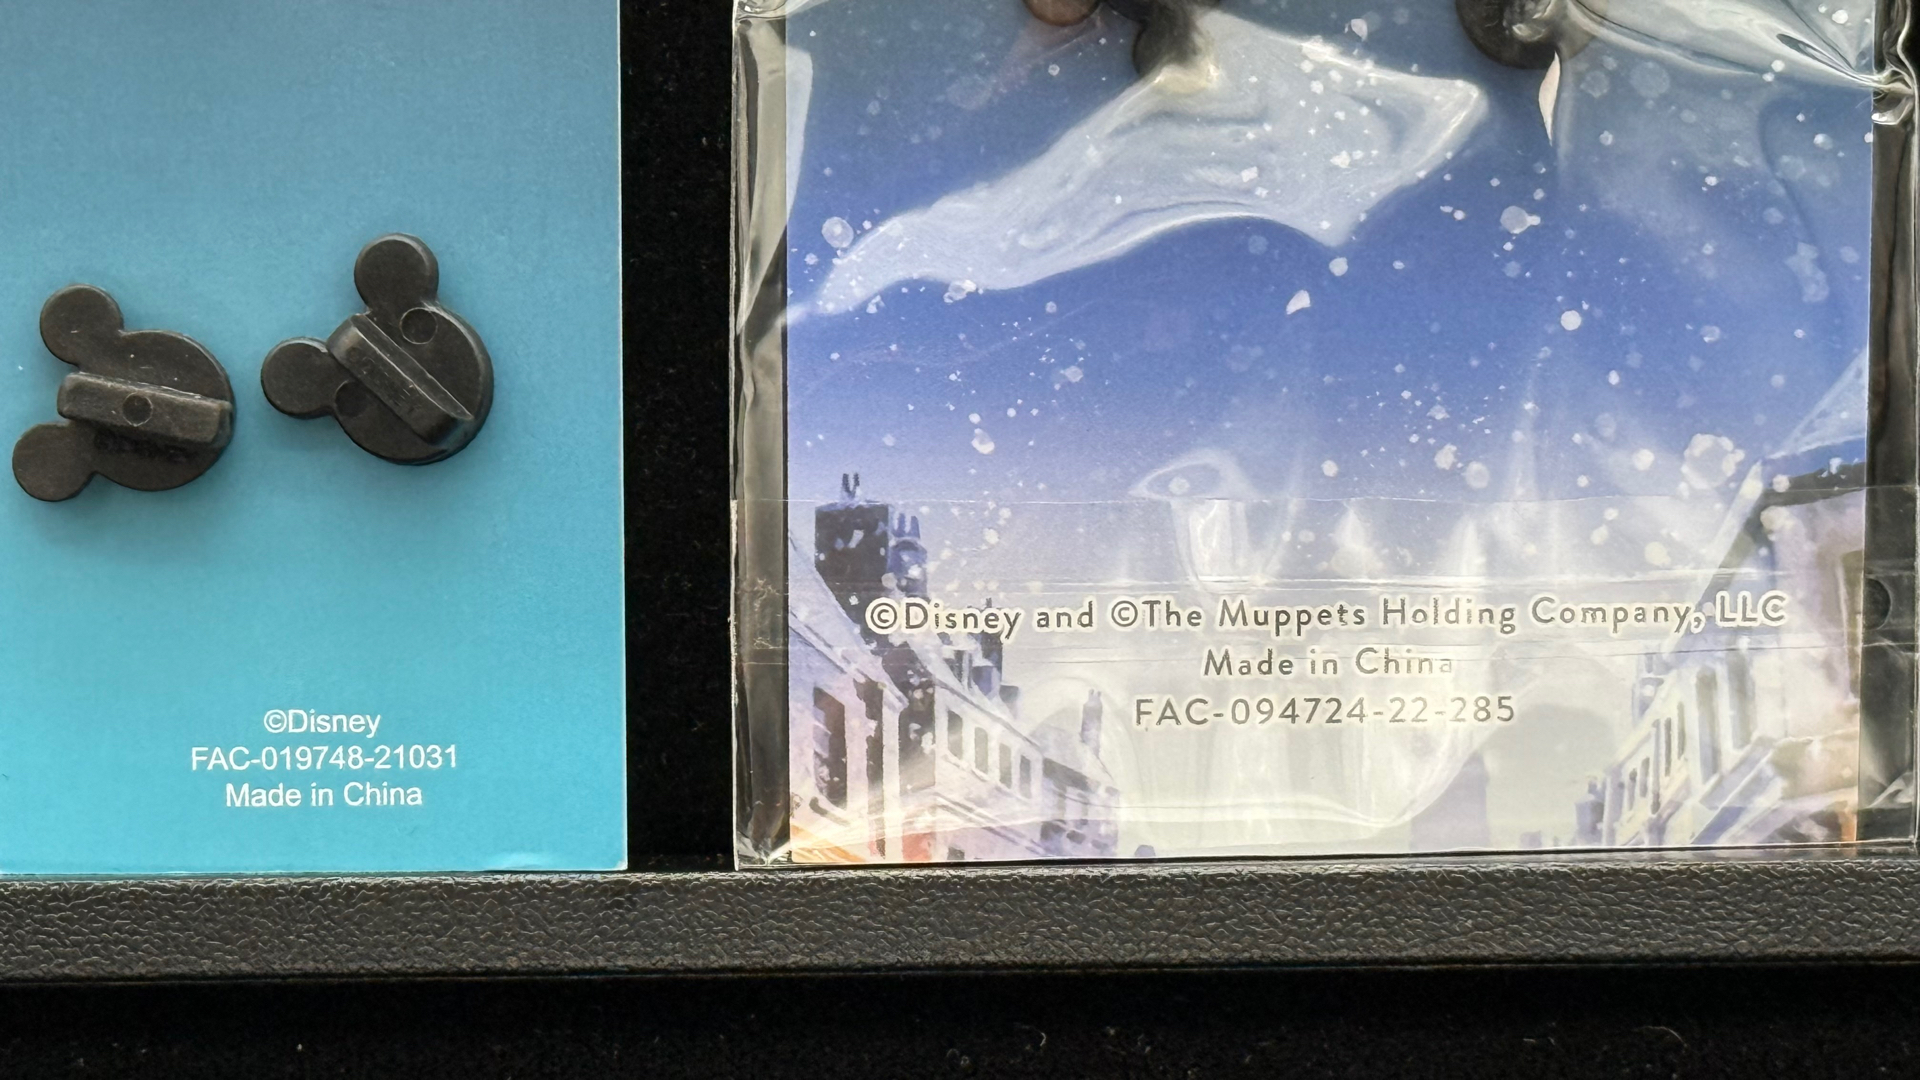 ©Disney
FAC-019748-21031
Made in China
©Disney and ©The Muppets Holding Company, LLC
Made in China
FAC-094724-22-285